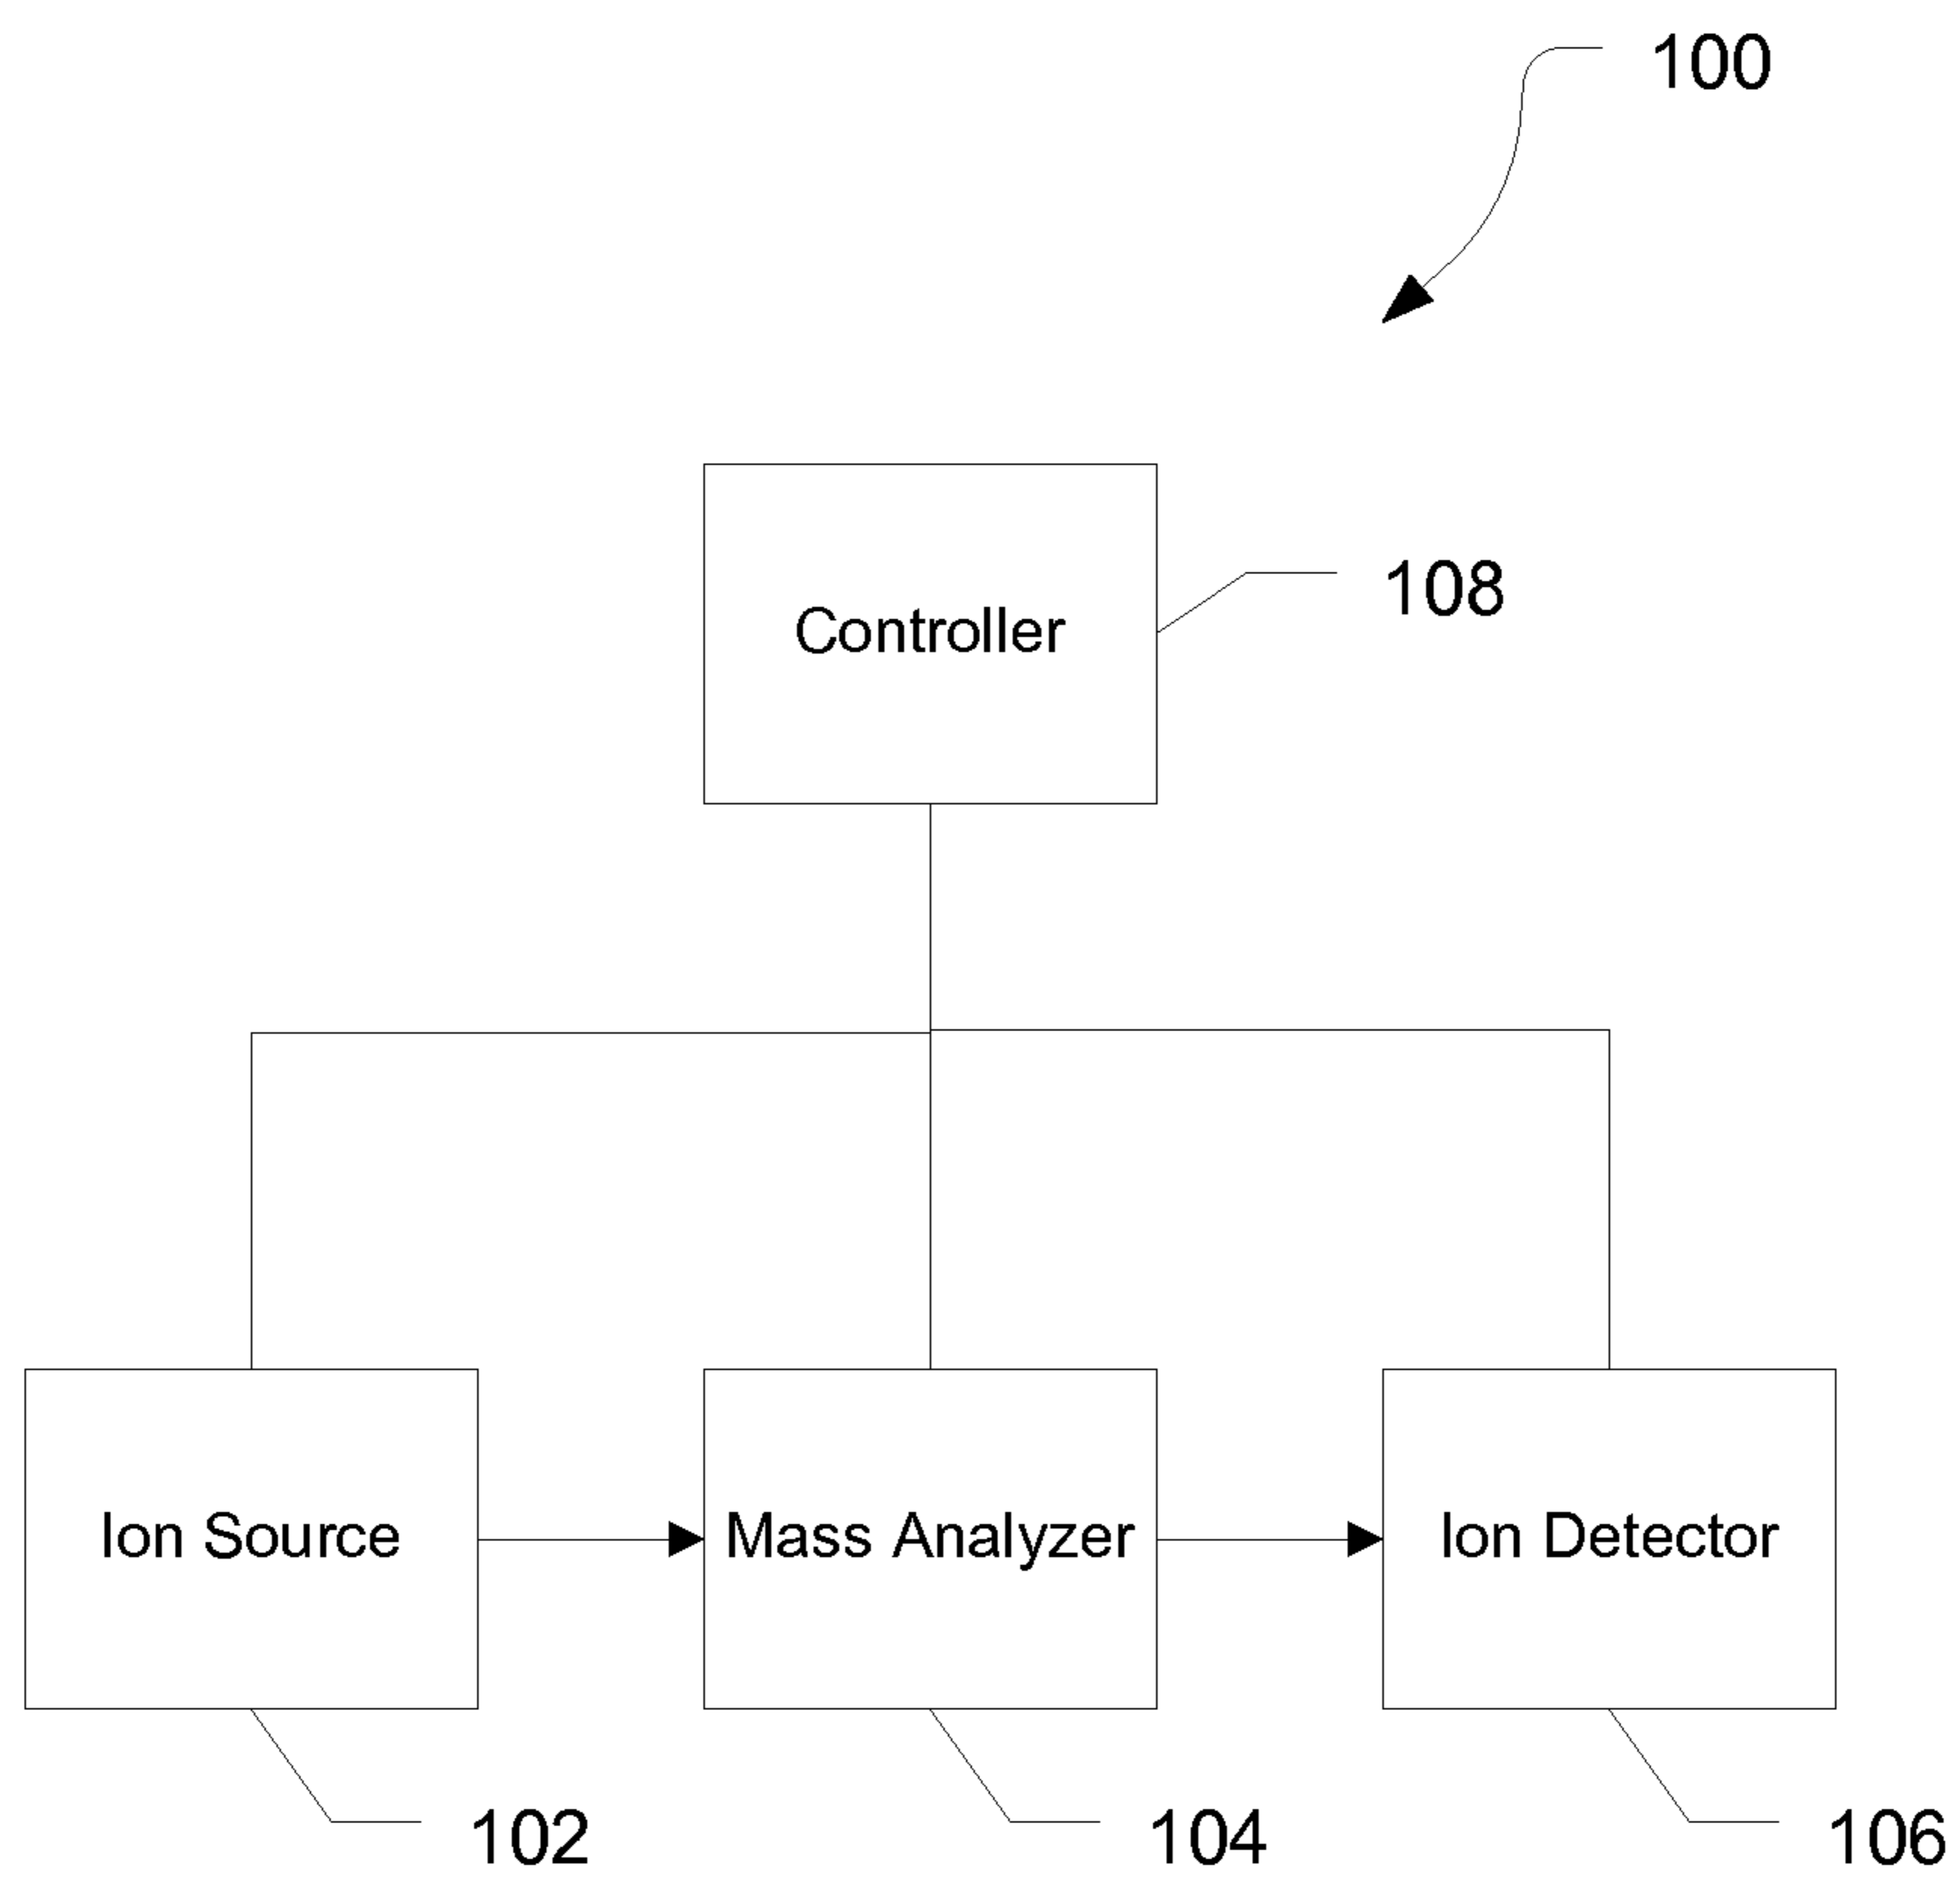 100
Controller
108
Ion Source
Mass Analyzer
Ion Detector
102
104
106